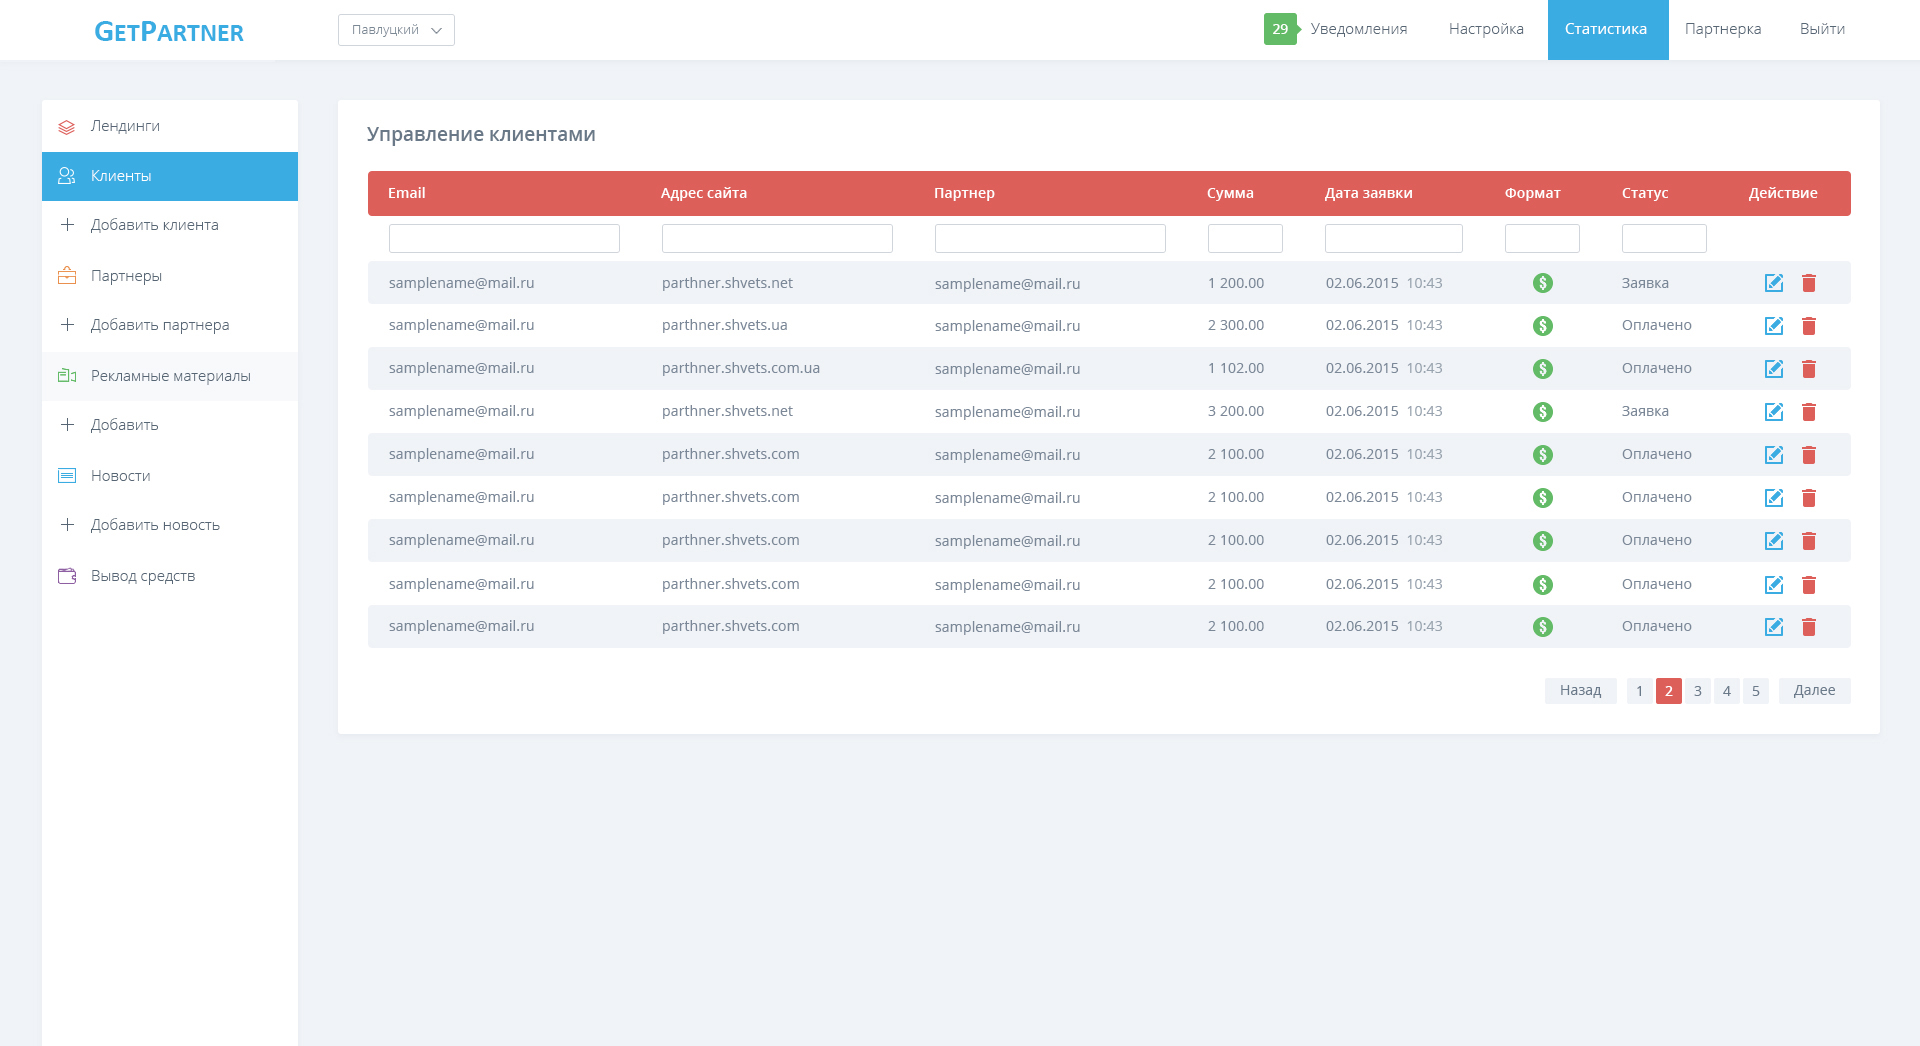 GETPARTNER
Павлуцкий
29 Уведомления Настройка Статистика Партнерка Выйти
Лендинги
Клиенты
Добавить клиента
Партнеры
Добавить партнера
Рекламные материалы
Добавить
Новости
Добавить новость
Вывод средств
Управление клиентами
Email Адрес сайта Партнер Сумма Дата заявки Формат Статус Действие
samplename@mail.ru parthner.shvets.net samplename@mail.ru 1 200.00 02.06.2015 10:43 $ Заявка
samplename@mail.ru parthner.shvets.ua samplename@mail.ru 2 300.00 02.06.2015 10:43 $ Оплачено
samplename@mail.ru parthner.shvets.com.ua samplename@mail.ru 1 102.00 02.06.2015 10:43 $ Оплачено
samplename@mail.ru parthner.shvets.net samplename@mail.ru 3 200.00 02.06.2015 10:43 $ Заявка
samplename@mail.ru parthner.shvets.com samplename@mail.ru 2 100.00 02.06.2015 10:43 $ Оплачено
samplename@mail.ru parthner.shvets.com samplename@mail.ru 2 100.00 02.06.2015 10:43 $ Оплачено
samplename@mail.ru parthner.shvets.com samplename@mail.ru 2 100.00 02.06.2015 10:43 $ Оплачено
samplename@mail.ru parthner.shvets.com samplename@mail.ru 2 100.00 02.06.2015 10:43 $ Оплачено
samplename@mail.ru parthner.shvets.com samplename@mail.ru 2 100.00 02.06.2015 10:43 $ Оплачено
Назад 1 2 3 4 5 Далее